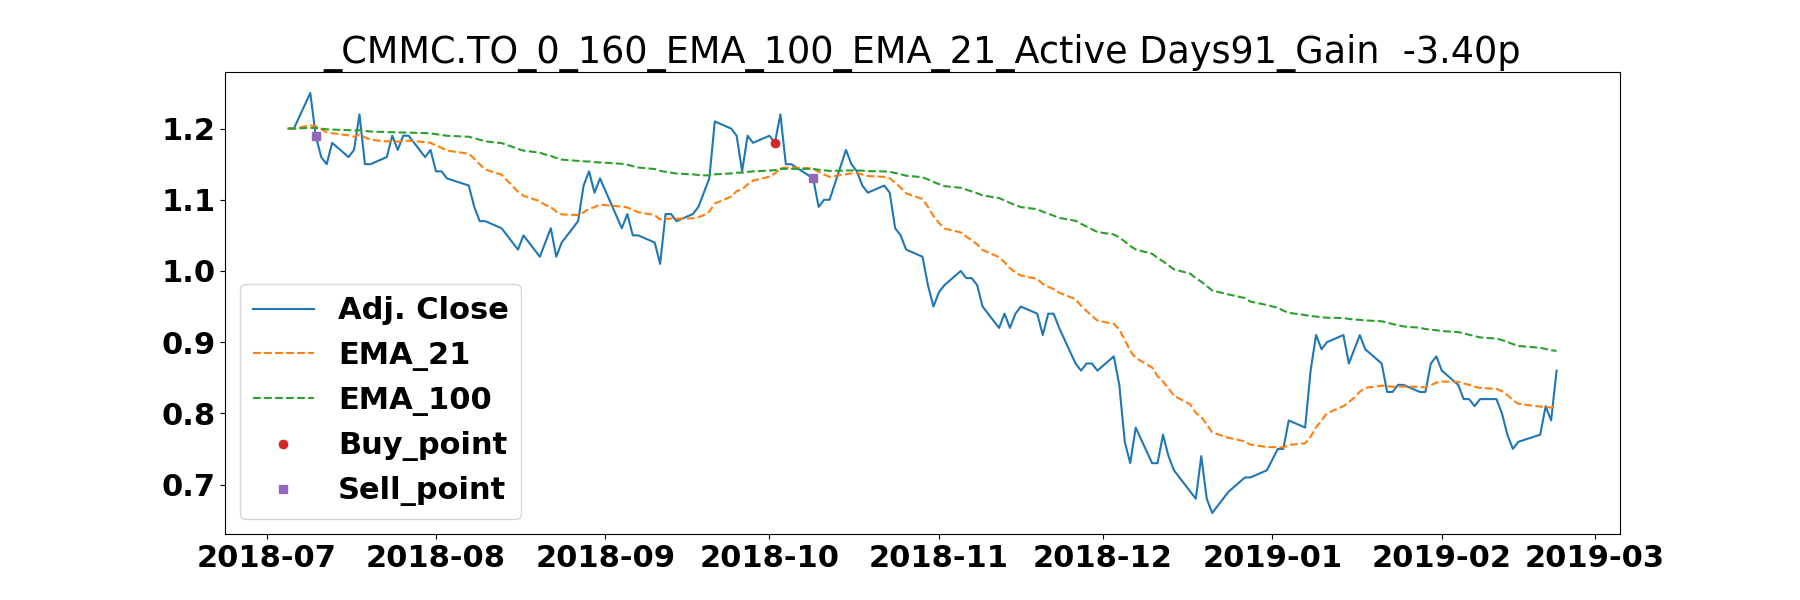 _CMMC.TO_0_160_EMA_100_EMA_21_Active Days91_Gain  -3.40p
1.2
1.1
1.0
0.9
0.8
0.7
Adj. Close
EMA_21
EMA_100
Buy_point
Sell_point
2018-07 2018-08 2018-09 2018-10 2018-11 2018-12 2019-01 2019-02 2019-03